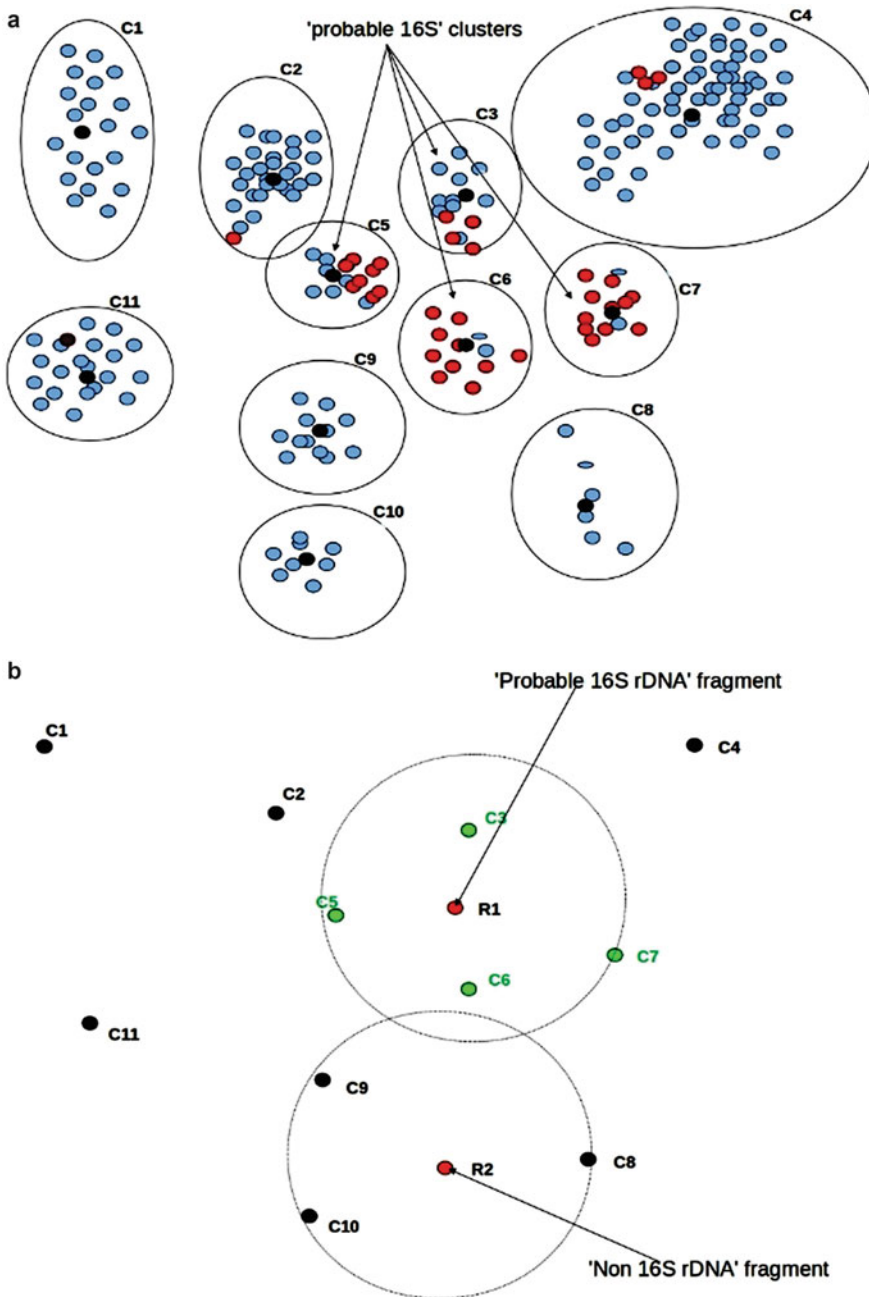 a
C1
'probable 16S' clusters
C4
C2
C3
C5
C6
C7
C11
C9
C8
C10
b
'Probable 16S rDNA' fragment
C1
C4
C2
C3
C5
R1
C7
C6
C11
C9
C8
R2
C10
'Non 16S rDNA' fragment